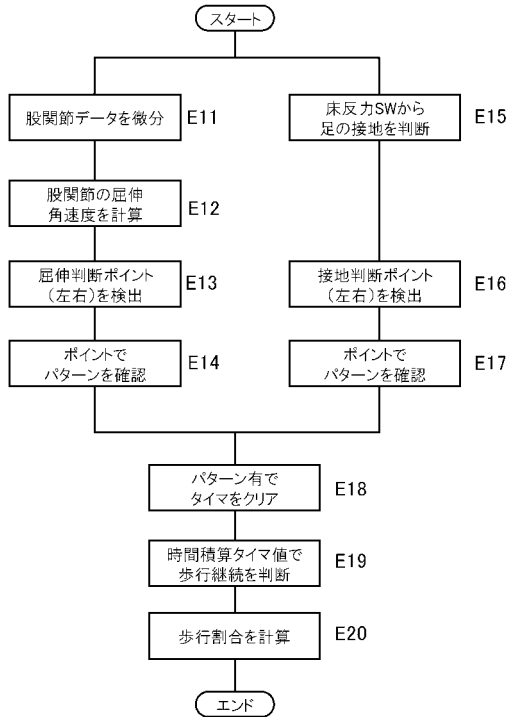 スタート
股関節データを微分
E11
股関節の屈伸
角速度を計算
E12
屈伸判断ポイント
(左右)を検出
E13
ポイントで
パターンを確認
E14
床反力SWから
足の接地を判断
E15
接地判断ポイント
(左右)を検出
E16
ポイントで
パターンを確認
E17
パターン有で
タイマをクリア
E18
時間積算タイマ値で
歩行継続を判断
E19
歩行割合を計算
E20
エンド